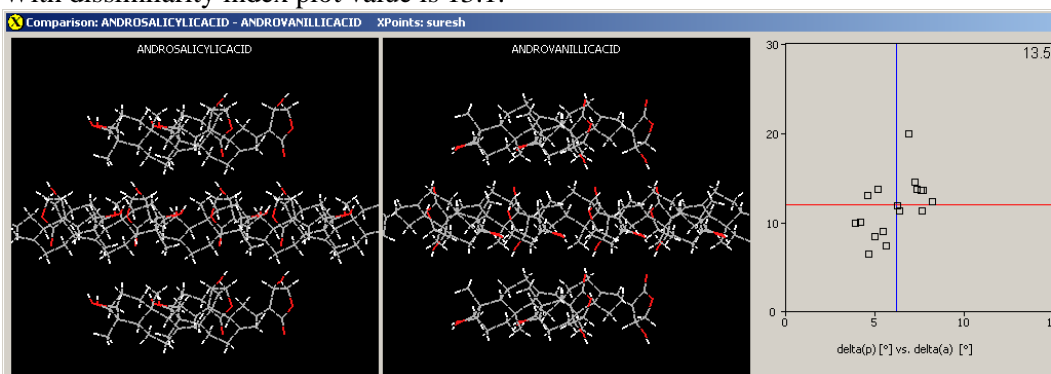 With dissimilarity index plot value is 13.1.
Comparison: ANDROSALICYLICACID - ANDROVANILLICACID XPoints: suresh
ANDROSALICYLICACID
ANDROVANILLICACID
13.5
30
20
10
0
0 5 10
delta(p) [°] vs. delta(a) [°]